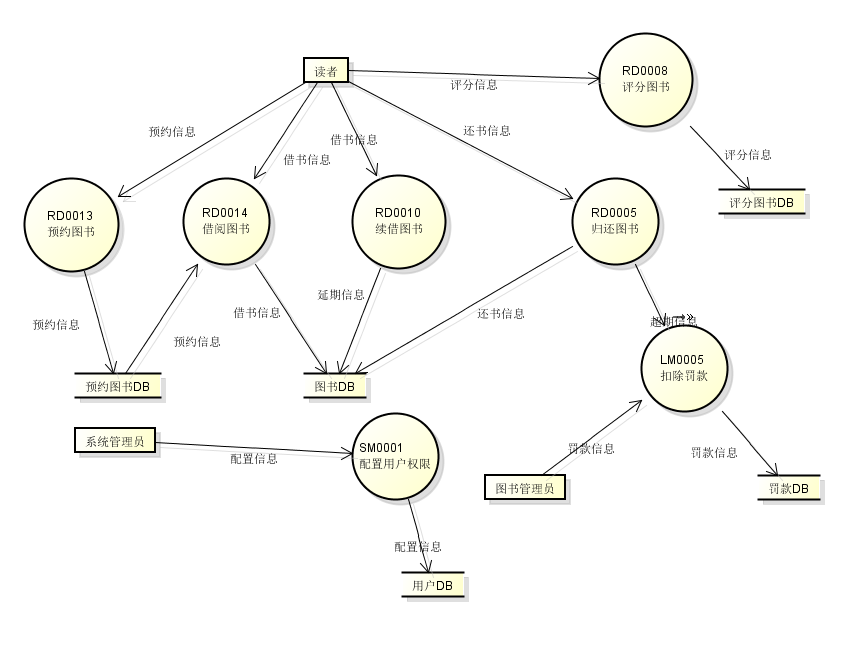 读者
RD0008
评分图书
评分信息
预约信息
借书信息
借书信息
还书信息
评分信息
评分图书DB
RD0013
预约图书
RD0014
借阅图书
RD0010
续借图书
RD0005
归还图书
预约信息
预约信息
借书信息
延期信息
还书信息
超期信息
预约图书DB
图书DB
LM0005
扣除罚款
系统管理员
配置信息
SM0001
配置用户权限
罚款信息
罚款信息
图书管理员
罚款DB
配置信息
用户DB